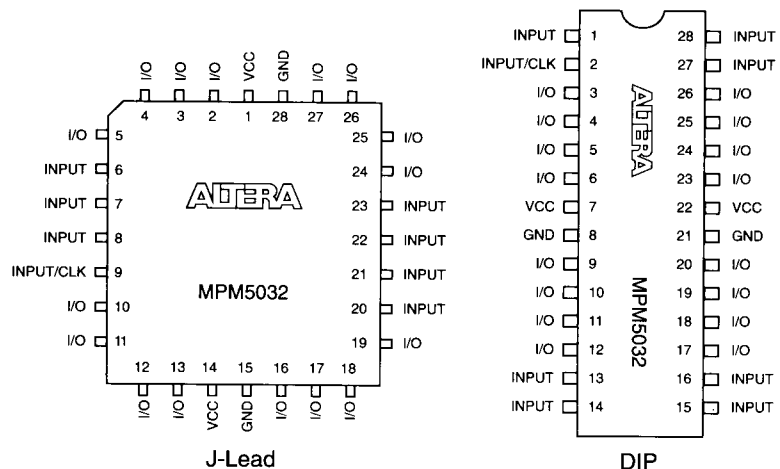 I/O I/O I/O VCC GND I/O I/O
4 3 2 1 28 27 26
I/O 5 25 I/O
INPUT 6 24 I/O
INPUT 7 23 INPUT
INPUT 8 22 INPUT
INPUT/CLK 9 21 INPUT
I/O 10 20 INPUT
I/O 11 19 I/O
ALTERA
MPM5032
12 13 14 15 16 17 18
I/O I/O VCC GND I/O I/O I/O
J-Lead
INPUT 1 28 INPUT
INPUT/CLK 2 27 INPUT
I/O 3 26 I/O
I/O 4 25 I/O
I/O 5 24 I/O
I/O 6 23 I/O
VCC 7 22 VCC
GND 8 21 GND
I/O 9 20 I/O
I/O 10 19 I/O
I/O 11 18 I/O
I/O 12 17 I/O
INPUT 13 16 INPUT
INPUT 14 15 INPUT
ALTERA
MPM5032
DIP